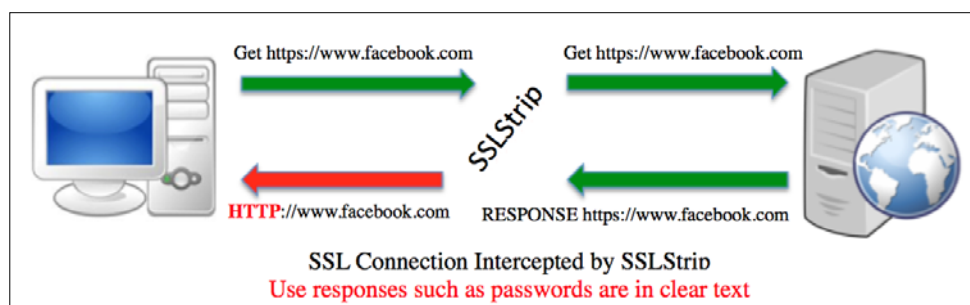 Get https://www.facebook.com
Get https://www.facebook.com
SSLStrip
HTTP://www.facebook.com
RESPONSE https://www.facebook.com
SSL Connection Intercepted by SSLStrip
Use responses such as passwords are in clear text